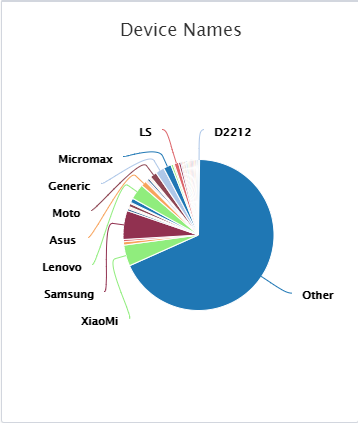 Device Names
LS
D2212
Micromax
Generic
Moto
Asus
Lenovo
Samsung
XiaoMi
Other